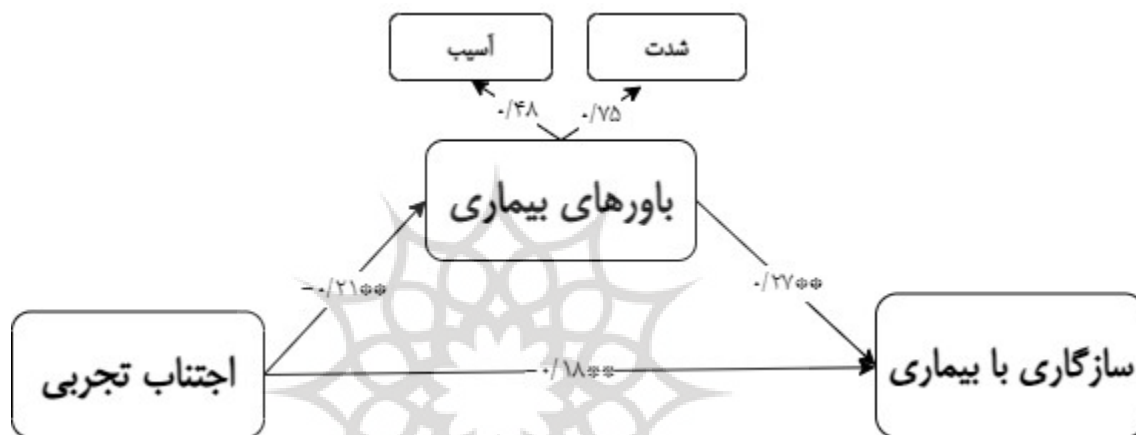 آسیب
شدت
۰/۴۸
۰/۷۵
باورهای بیماری
-۰/۲۱**
۰/۲۷**
اجتناب تجربی
-۰/۱۸**
سازگاری با بیماری